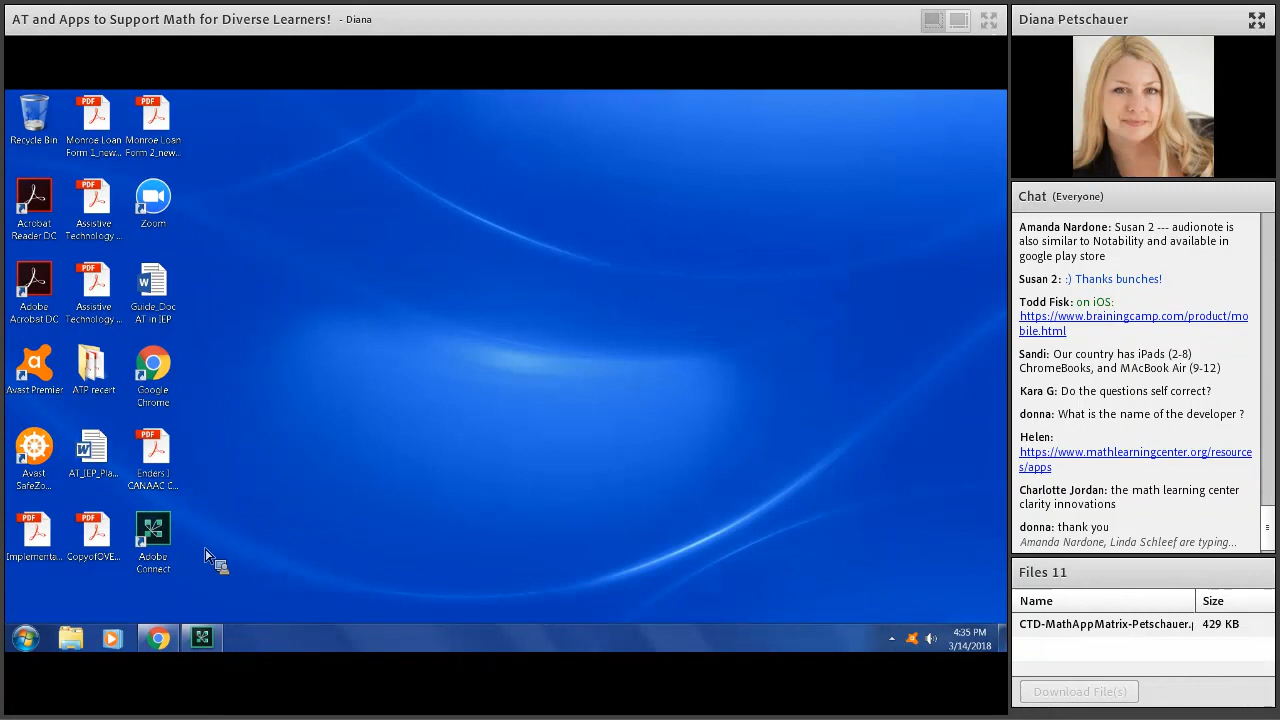 AT and Apps to Support Math for Diverse Learners! - Diana
Recycle Bin
Monroe Loan
Form 1_new...
Monroe Loan
Form 2_new...
Acrobat
Reader DC
Assistive
Technology ...
Zoom
Adobe
Acrobat DC
Assistive
Technology ...
Guide_Doc
AT in IEP
Avast Premier
ATP recert
Google
Chrome
Avast
SafeZo...
AT_IEP_Pla...
Enders J
CANAAC C...
Implementa...
CopyofOVE...
Adobe
Connect
4:35 PM
3/14/2018
Diana Petschauer
Chat (Everyone)
Amanda Nardone: Susan 2 --- audionote is
also similar to Notability and available in
google play store
Susan 2: :) Thanks bunches!
Todd Fisk: on iOS:
https://www.brainingcamp.com/product/mo
bile.html
Sandi: Our country has iPads (2-8)
ChromeBooks, and MACbook Air (9-12)
Kara G: Do the questions self correct?
donna: What is the name of the developer ?
Helen:
https://www.mathlearningcenter.org/resource
s/apps
Charlotte Jordan: the math learning center
clarity innovations
donna: thank you
Amanda Nardone, Linda Schleef are typing...
Files 11
Name Size
CTD-MathAppMatrix-Petschauer.p 429 KB
Download File(s)